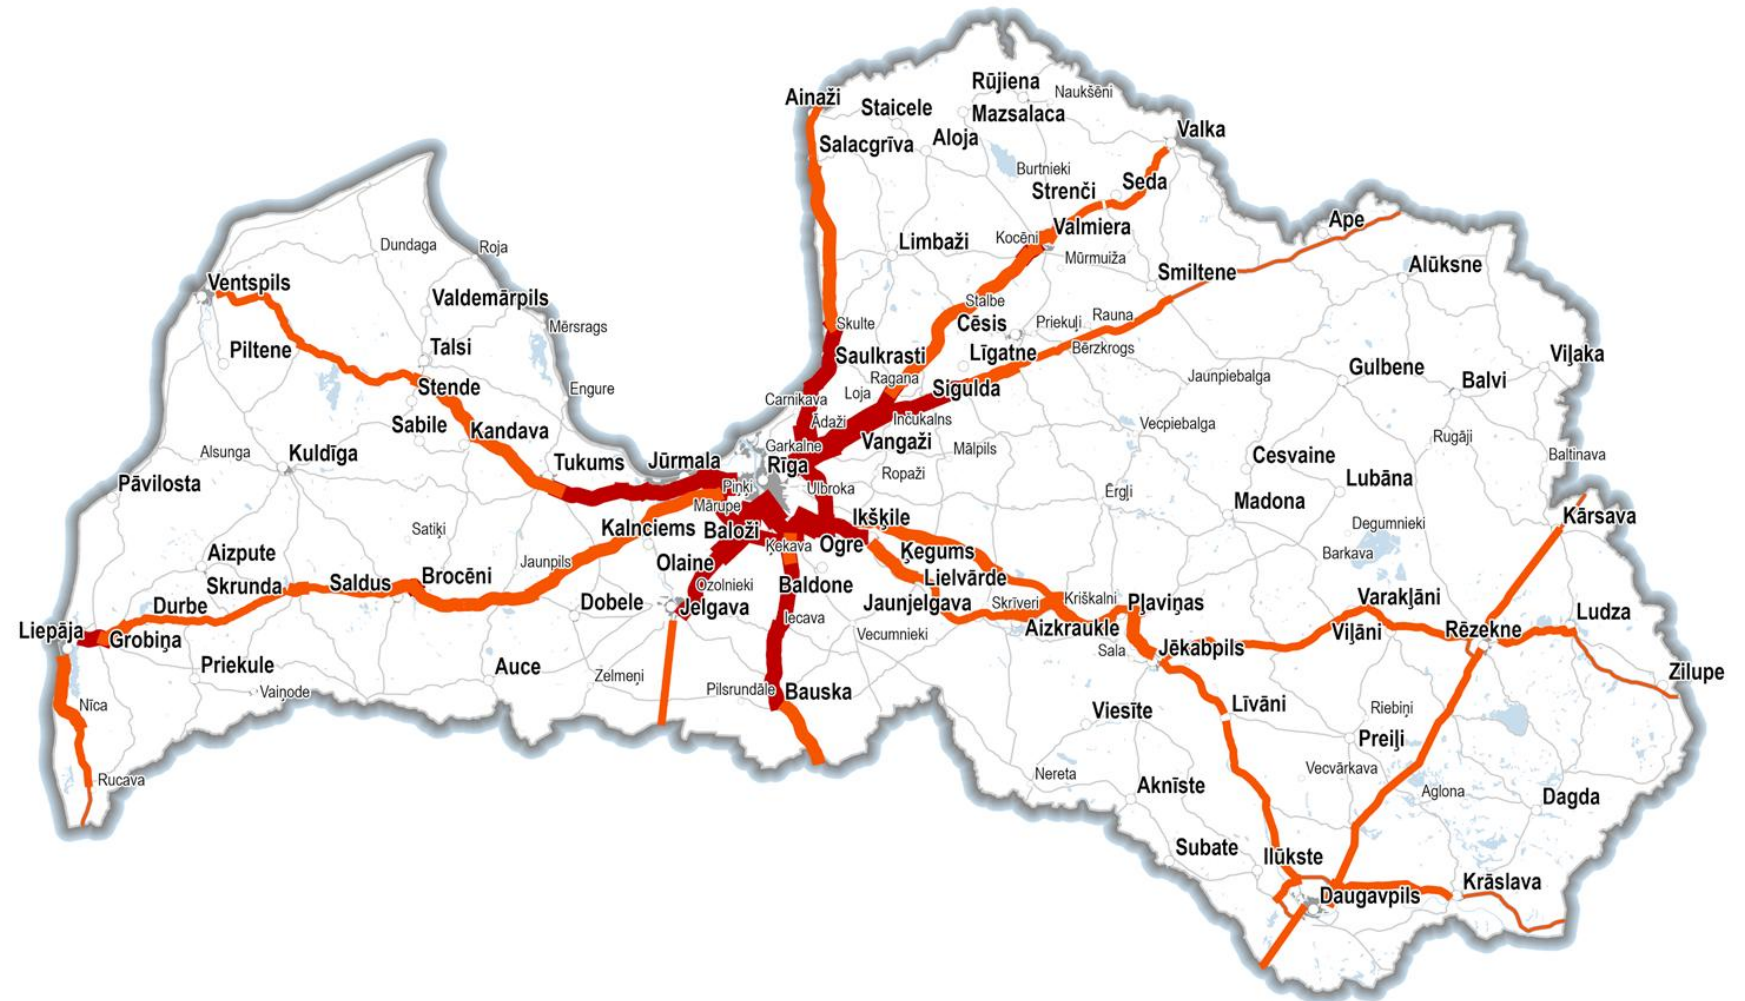 Rūjiena
Naukšēni
Ainaži
Staicele
Mazsalaca
Valka
Salacgrīva
Aloja
Burtnieki
Strenči
Seda
Ape
Valmiera
Kocēni
Limbaži
Dundaga
Roja
Mūrmuiža
Alūksne
Smiltene
Ventspils
Valdemārpils
Stalbe
Mērsrags
Skulte
Cēsis
Priekuļi
Rauna
Piltene
Talsi
Saulkrasti
Līgatne
Bērzkrogs
Viļaka
Gulbene
Balvi
Ragana
Jaunpiebalga
Stende
Engure
Loja
Sigulda
Carnikava
Ādaži
Inčukalns
Sabile
Kandava
Vecpiebalga
Garkalne
Vangaži
Mālpils
Rugāji
Alsunga
Kuldīga
Tukums
Jūrmala
Rīga
Ropaži
Cesvaine
Baltinava
Pāvilosta
Piņķi
Ulbroka
Ērgļi
Lubāna
Mārupe
Madona
Ikšķile
Kārsava
Satiķi
Kalnciems
Baloži
Degumnieki
Ķekava
Ogre
Ķegums
Barkava
Aizpute
Jaunpils
Olaine
Skrunda
Saldus
Brocēni
Ozolnieki
Baldone
Lielvārde
Durbe
Dobele
Jelgava
Jaunjelgava
Skrīveri
Kriškalni
Pļaviņas
Varakļāni
Ludza
Iecava
Liepāja
Grobiņa
Vecumnieki
Aizkraukle
Viļāni
Rēzekne
Sala
Jēkabpils
Priekule
Auce
Zelmeņi
Zilupe
Vaiņode
Pilsrundāle
Bauska
Nīca
Viesīte
Līvāni
Riebiņi
Preiļi
Rucava
Nereta
Vecvārkava
Aknīste
Aglona
Dagda
Subate
Ilūkste
Krāslava
Daugavpils